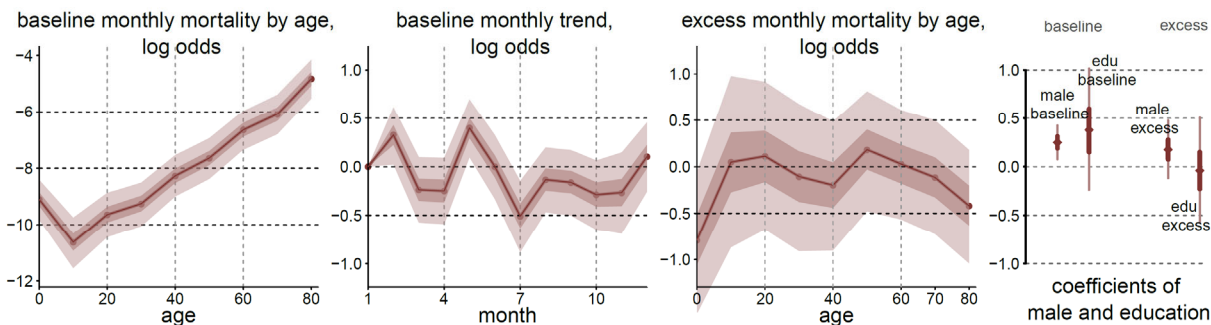 baseline monthly mortality by age,
log odds
−4
−6
−8
−10
−12
0
20
40
60
80
age
baseline monthly trend,
log odds
1.0
0.5
0.0
−0.5
−1.0
1
4
7
10
month
excess monthly mortality by age,
log odds
1.0
0.5
0.0
−0.5
−1.0
0
20
40
60
70
80
age
baseline
excess
1.0
0.5
0.0
−0.5
−1.0
edu
baseline
male
baseline
male
excess
edu
excess
coefficients of
male and education